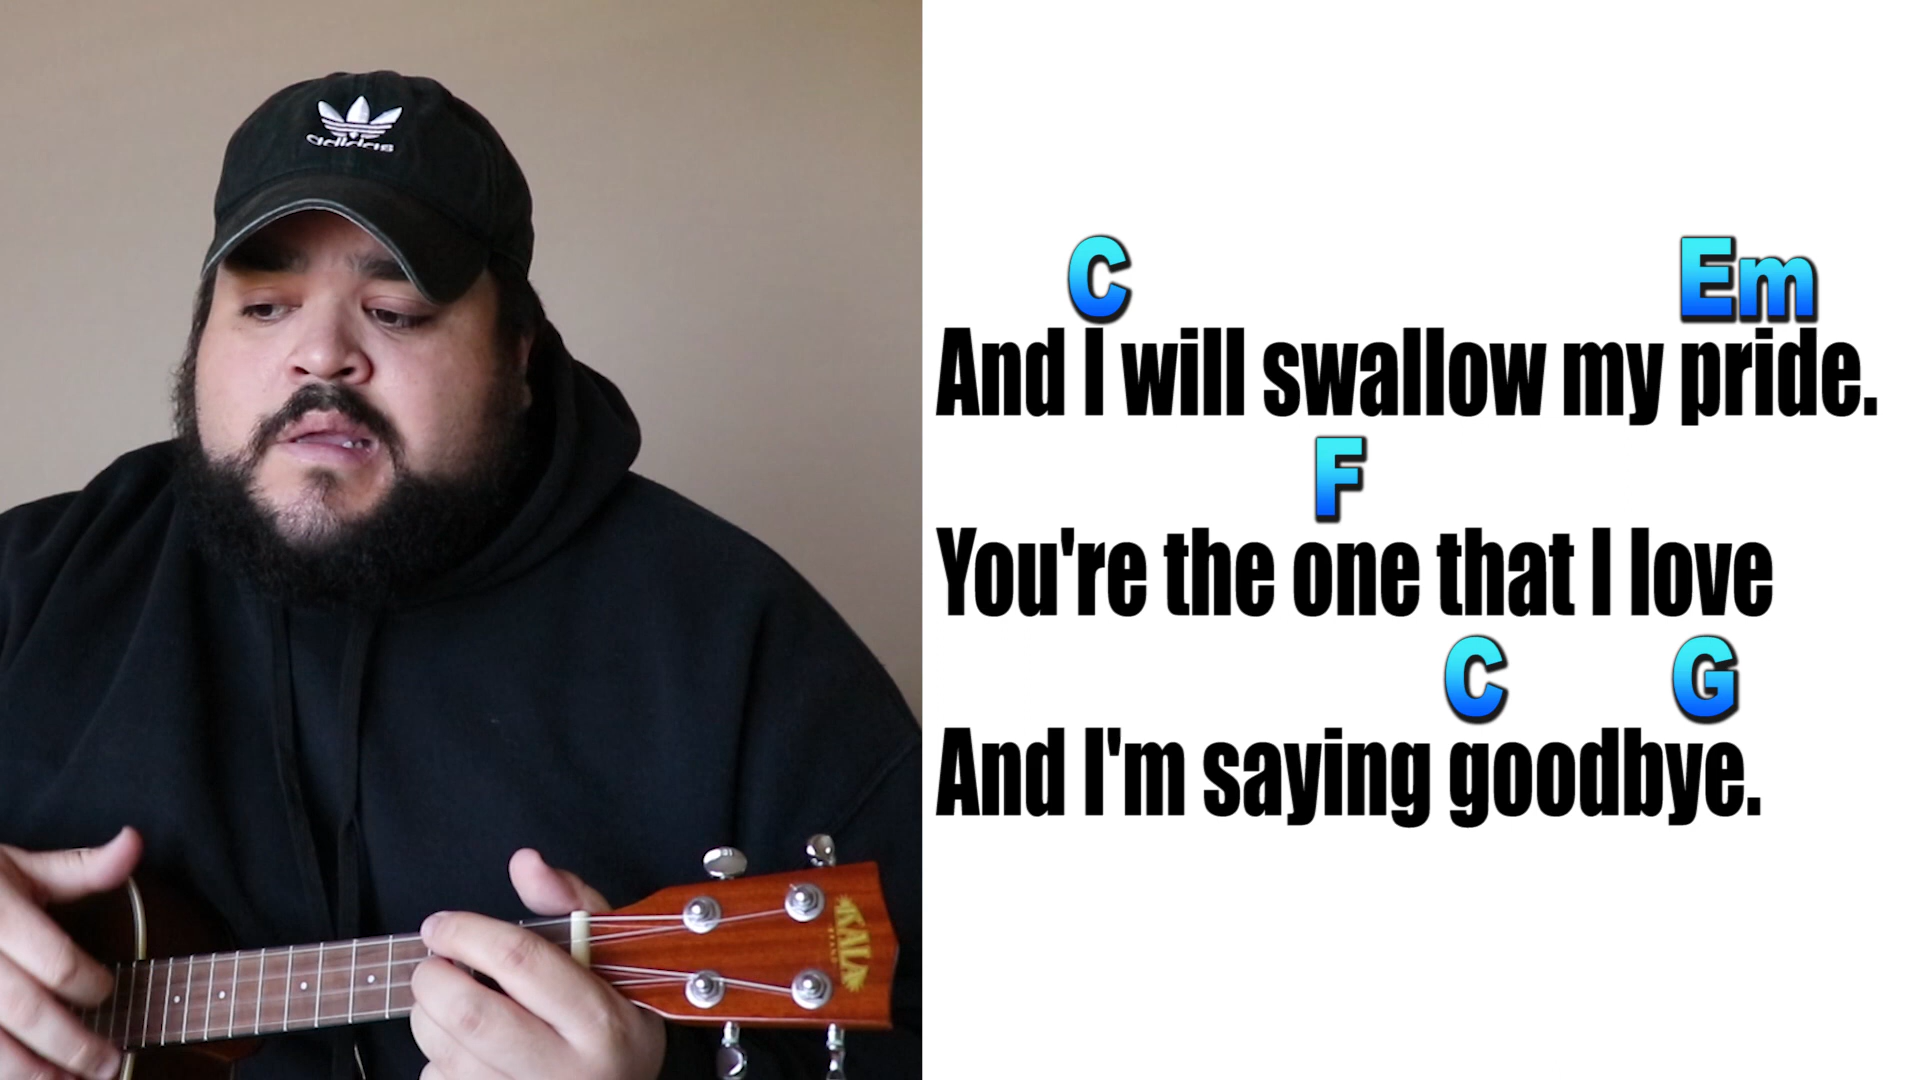 adidas
C Em
And I will swallow my pride.
F
You're the one that I love
C G
And I'm saying goodbye.
KALA